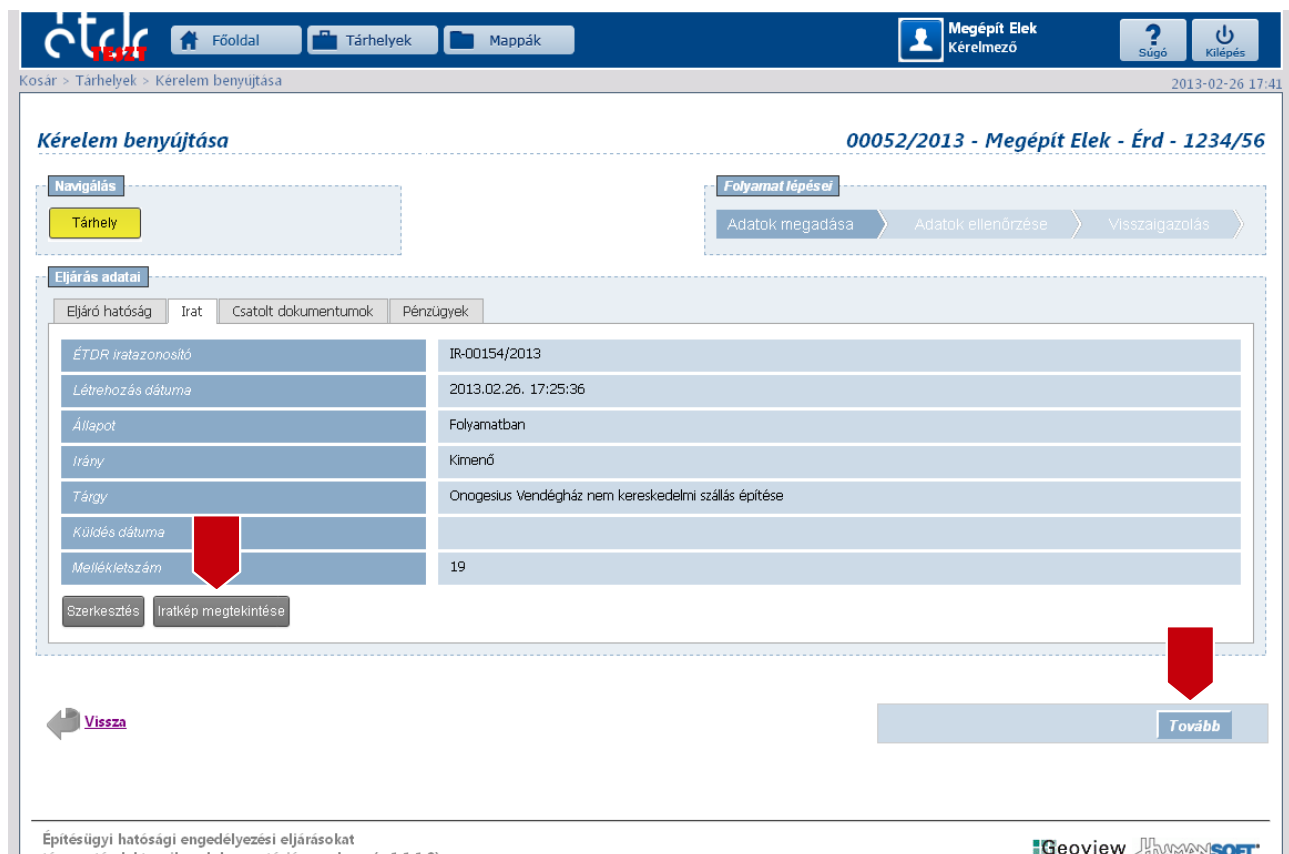 étdr
TESZT
Főoldal
Tárhelyek
Mappák
Megépít Elek
Kérelmező
?
Súgó
Kilépés
Kosár > Tárhelyek > Kérelem benyújtása
2013-02-26 17:41
Kérelem benyújtása
00052/2013 - Megépít Elek - Érd - 1234/56
Navigálás
Tárhely
Folyamat lépései
Adatok megadása
Adatok ellenőrzése
Visszaigazolás
Eljárás adatai
Eljáró hatóság
Irat
Csatolt dokumentumok
Pénzügyek
ÉTDR iratazonosító
IR-00154/2013
Létrehozás dátuma
2013.02.26. 17:25:36
Állapot
Folyamatban
Irány
Kimenő
Tárgy
Onogesius Vendégház nem kereskedelmi szállás építése
Küldés dátuma
Mellékletszám
19
Szerkesztés
Iratkép megtekintése
Vissza
Tovább
Építésügyi hatósági engedélyezési eljárásokat
Geoview
HUMANSOFT